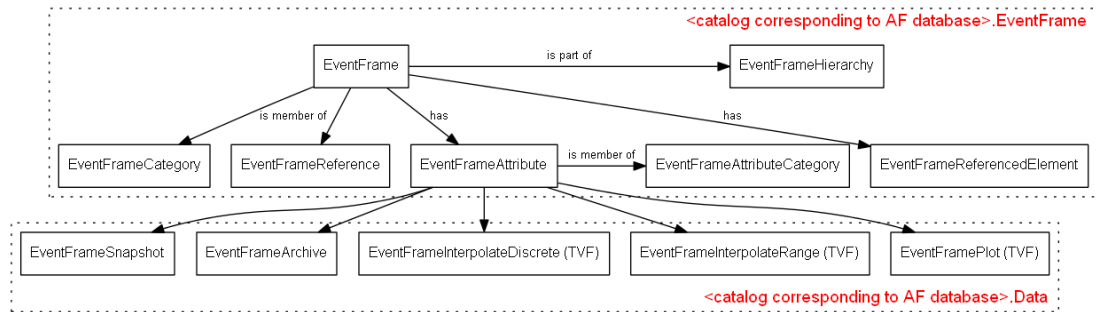 <catalog corresponding to AF database>.EventFrame
EventFrame
is part of
EventFrameHierarchy
is member of
has
has
EventFrameCategory
EventFrameReference
EventFrameAttribute
is member of
EventFrameAttributeCategory
EventFrameReferencedElement
EventFrameSnapshot
EventFrameArchive
EventFrameInterpolateDiscrete (TVF)
EventFrameInterpolateRange (TVF)
EventFramePlot (TVF)
<catalog corresponding to AF database>.Data